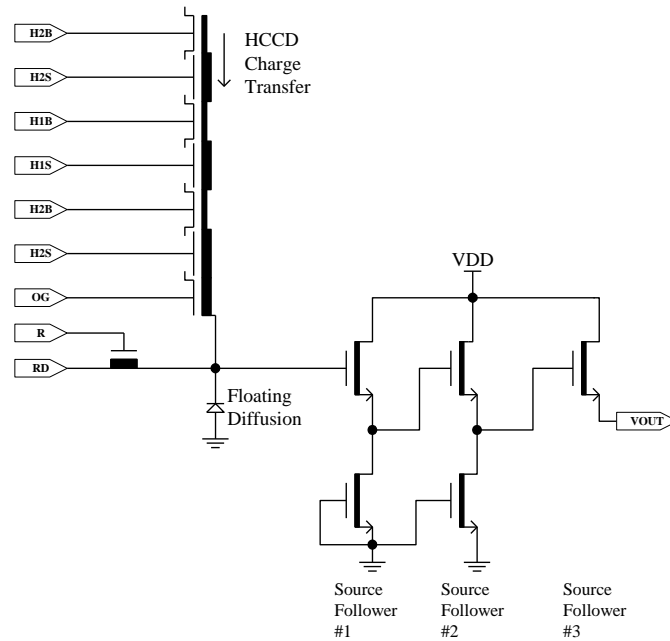 H2B
HCCD
Charge
Transfer
H2S
H1B
H1S
H2B
H2S
OG
R
RD
VDD
Floating
Diffusion
VOUT
Source
Follower
#1
Source
Follower
#2
Source
Follower
#3